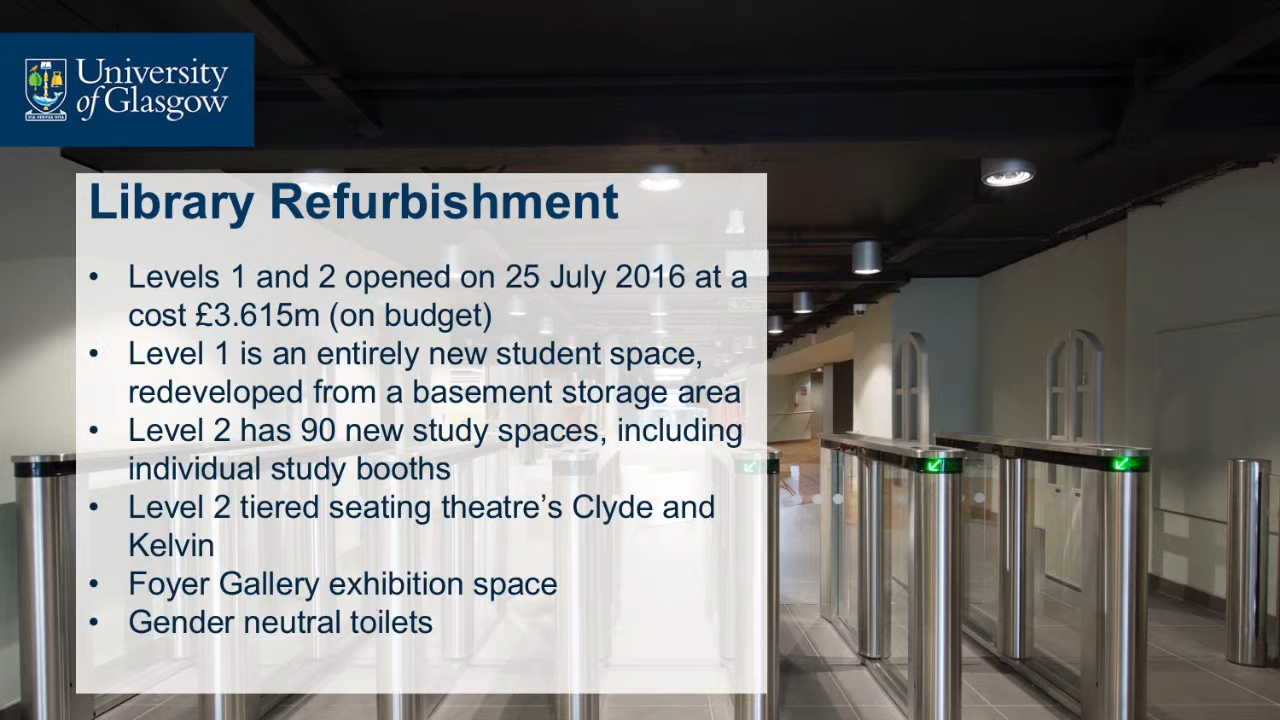 University
of Glasgow
VIA VERITAS VITA
Library Refurbishment
• Levels 1 and 2 opened on 25 July 2016 at a
cost £3.615m (on budget)
• Level 1 is an entirely new student space,
redeveloped from a basement storage area
• Level 2 has 90 new study spaces, including
individual study booths
• Level 2 tiered seating theatre’s Clyde and
Kelvin
• Foyer Gallery exhibition space
• Gender neutral toilets